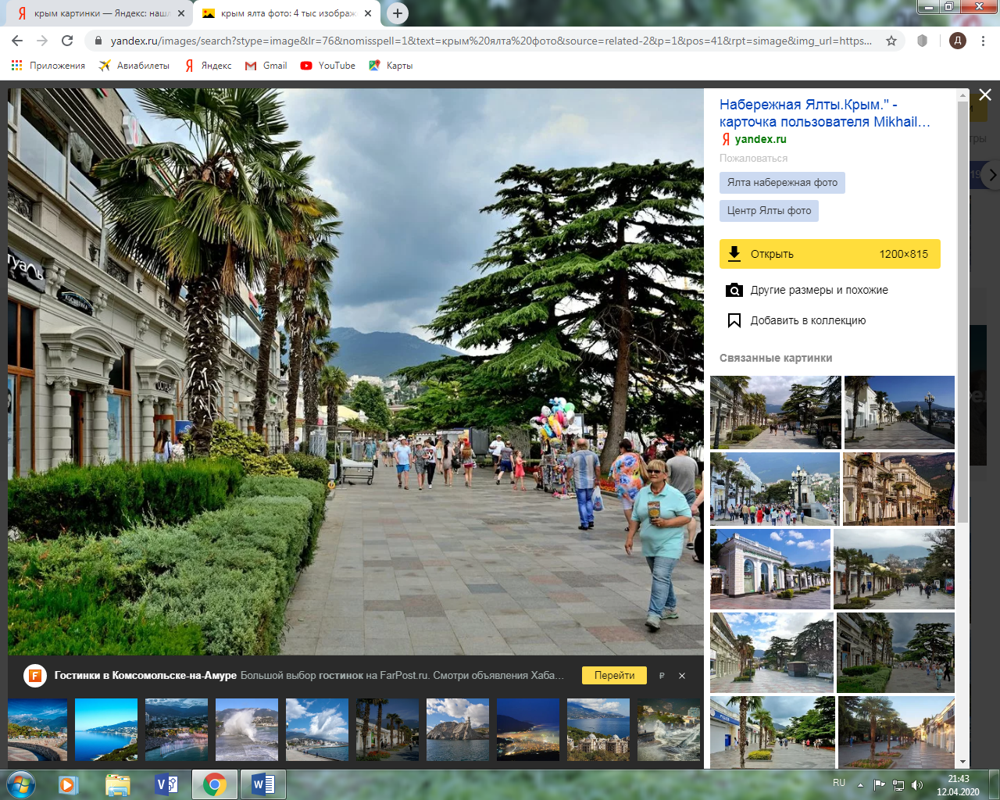 крым картинки — Яндекс: наш
крым ялта фото: 4 тыс изображ
yandex.ru/images/search?stype=image&lr=76&nomisspell=1&text=крым%20ялта%20фото&source=related-2&p=1&pos=41&rpt=simage&img_url=https...
Д
Приложения
Авиабилеты
Яндекс
Gmail
YouTube
Карты
Набережная Ялты.Крым." -
карточка пользователя Mikhail...
yandex.ru
Пожаловаться
Ялта набережная фото
Центр Ялты фото
Открыть 1200×815
Другие размеры и похожие
Добавить в коллекцию
Связанные картинки
КОСМЕТИКА
Гостинки в Комсомольске-на-Амуре Большой выбор гостинок на FarPost.ru. Смотри объявления Хаба...
Перейти
₽
RU
21:43
12.04.2020